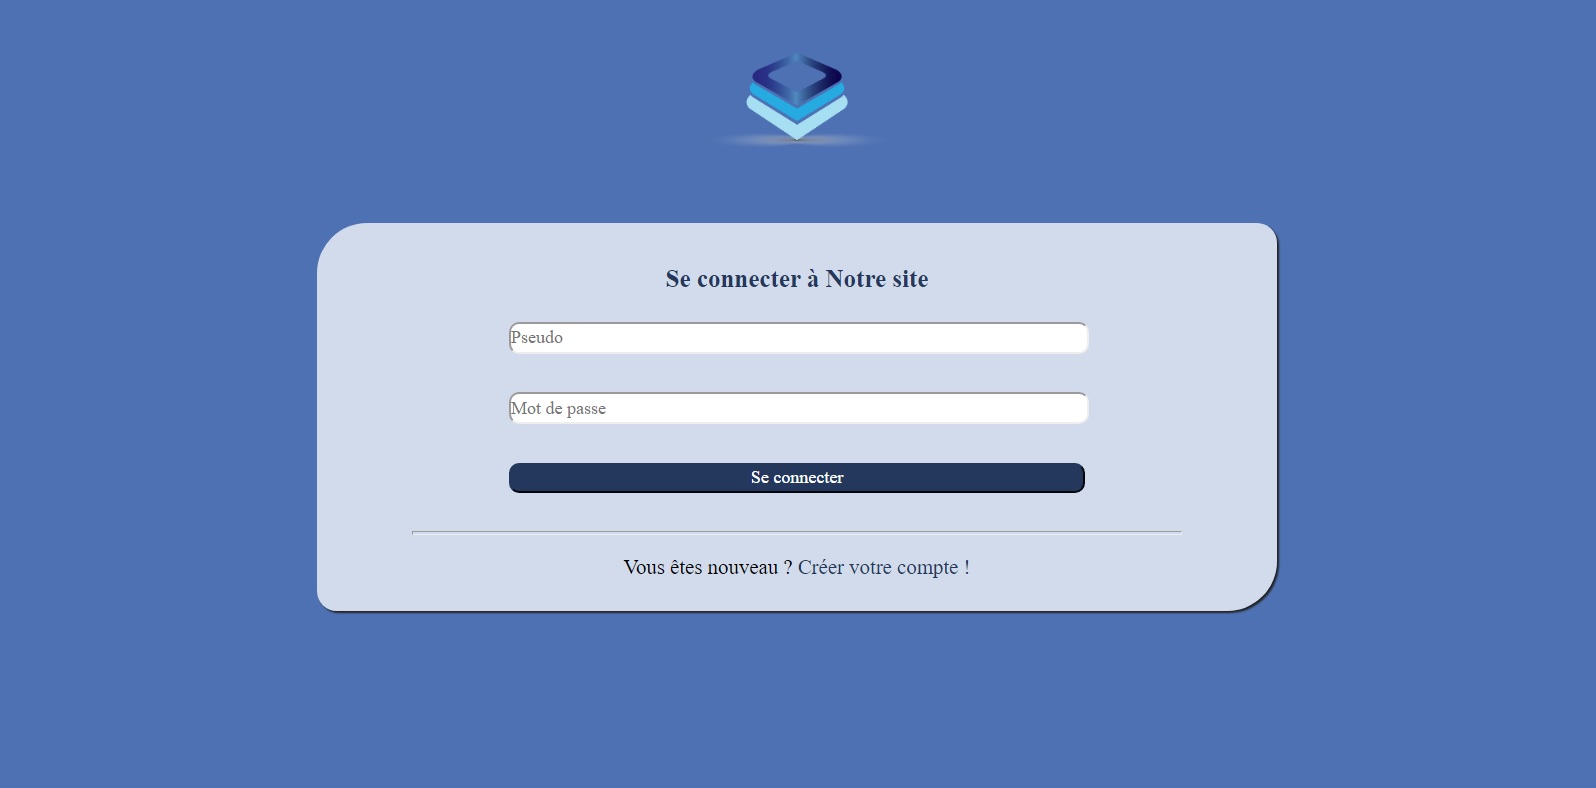 Se connecter à Notre site
Pseudo
Mot de passe
Se connecter
Vous êtes nouveau ? Créer votre compte !